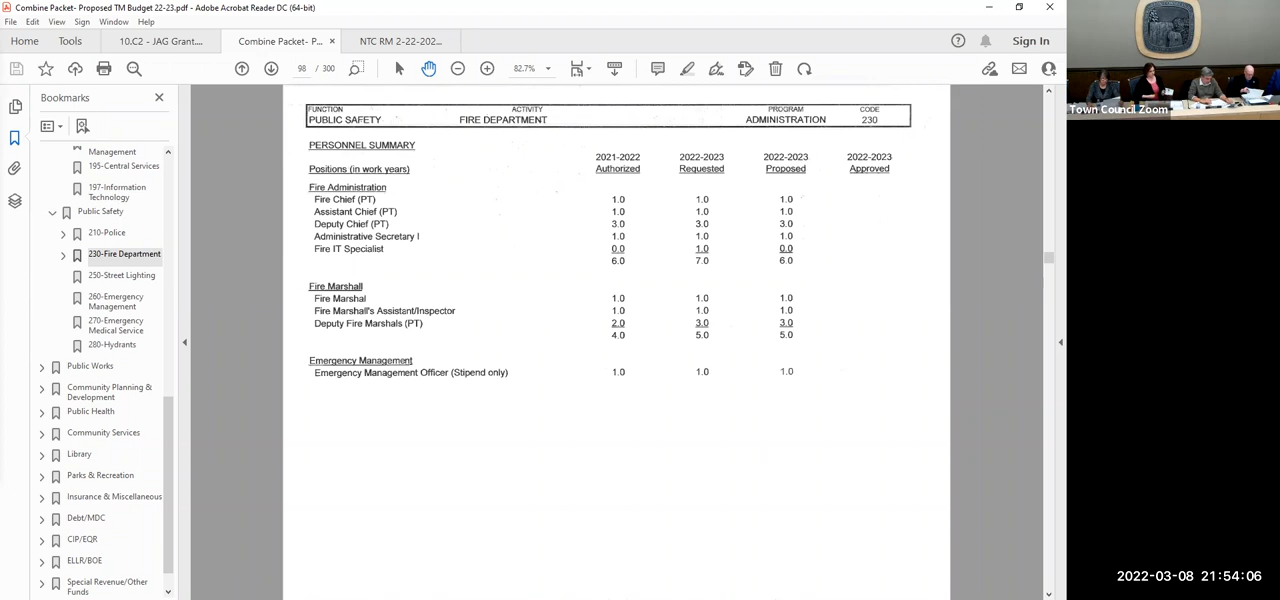 Combine Packet- Proposed TM Budget 22-23.pdf - Adobe Acrobat Reader DC (64-bit)
File Edit View Sign Window Help
Home Tools 10.C2 - JAG Grant.... Combine Packet- P... × NTC RM 2-22-202... Sign In
98 / 300 82.7%
Bookmarks
Management
195-Central Services
197-Information
Technology
Public Safety
210-Police
230-Fire Department
250-Street Lighting
260-Emergency
Management
270-Emergency
Medical Service
280-Hydrants
Public Works
Community Planning &
Development
Public Health
Community Services
Library
Parks & Recreation
Insurance & Miscellaneous
Debt/MDC
CIP/EQR
ELLR/BOE
Special Revenue/Other
Funds
FUNCTION ACTIVITY PROGRAM CODE
PUBLIC SAFETY FIRE DEPARTMENT ADMINISTRATION 230
PERSONNEL SUMMARY
2021-2022 2022-2023 2022-2023 2022-2023
Positions (in work years) Authorized Requested Proposed Approved
Fire Administration
Fire Chief (PT) 1.0 1.0 1.0
Assistant Chief (PT) 1.0 1.0 1.0
Deputy Chief (PT) 3.0 3.0 3.0
Administrative Secretary I 1.0 1.0 1.0
Fire IT Specialist 0.0 1.0 0.0
6.0 7.0 6.0
Fire Marshall
Fire Marshal 1.0 1.0 1.0
Fire Marshall's Assistant/Inspector 1.0 1.0 1.0
Deputy Fire Marshals (PT) 2.0 3.0 3.0
4.0 5.0 5.0
Emergency Management
Emergency Management Officer (Stipend only) 1.0 1.0 1.0
Town Council Zoom
2022-03-08 21:54:06